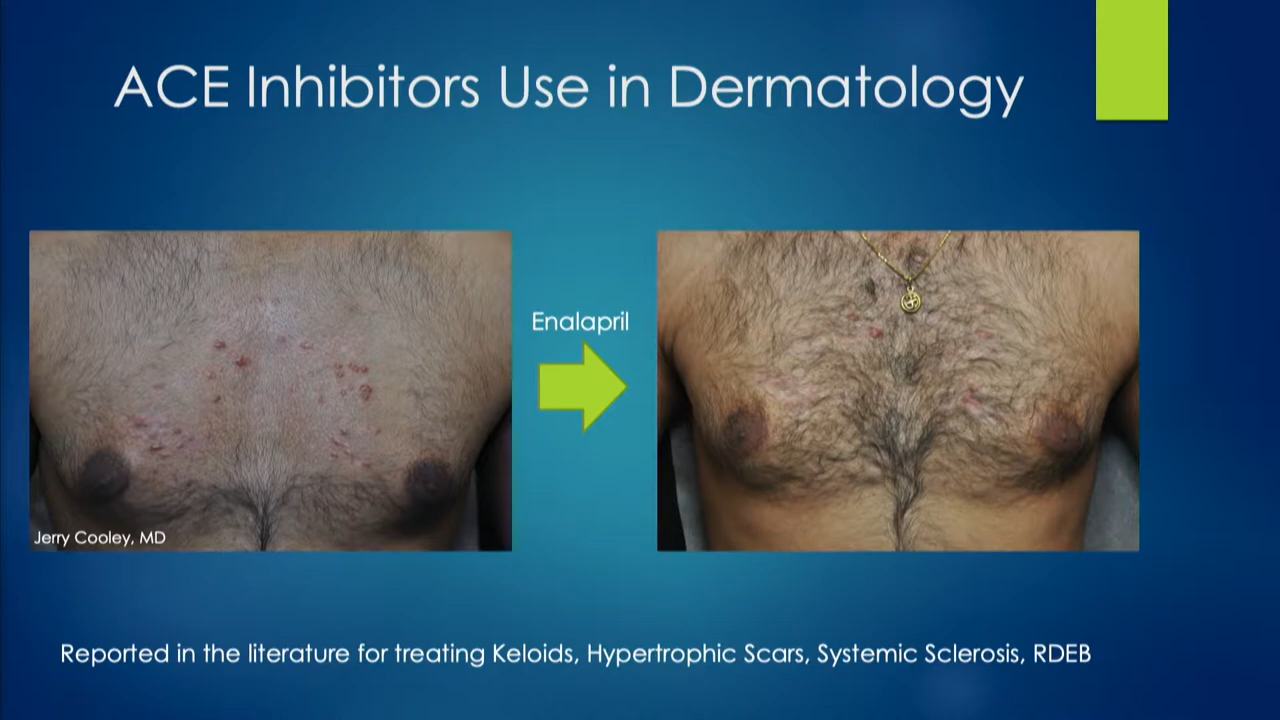 ACE Inhibitors Use in Dermatology
Enalapril
Jerry Cooley, MD
Reported in the literature for treating Keloids, Hypertrophic Scars, Systemic Sclerosis, RDEB